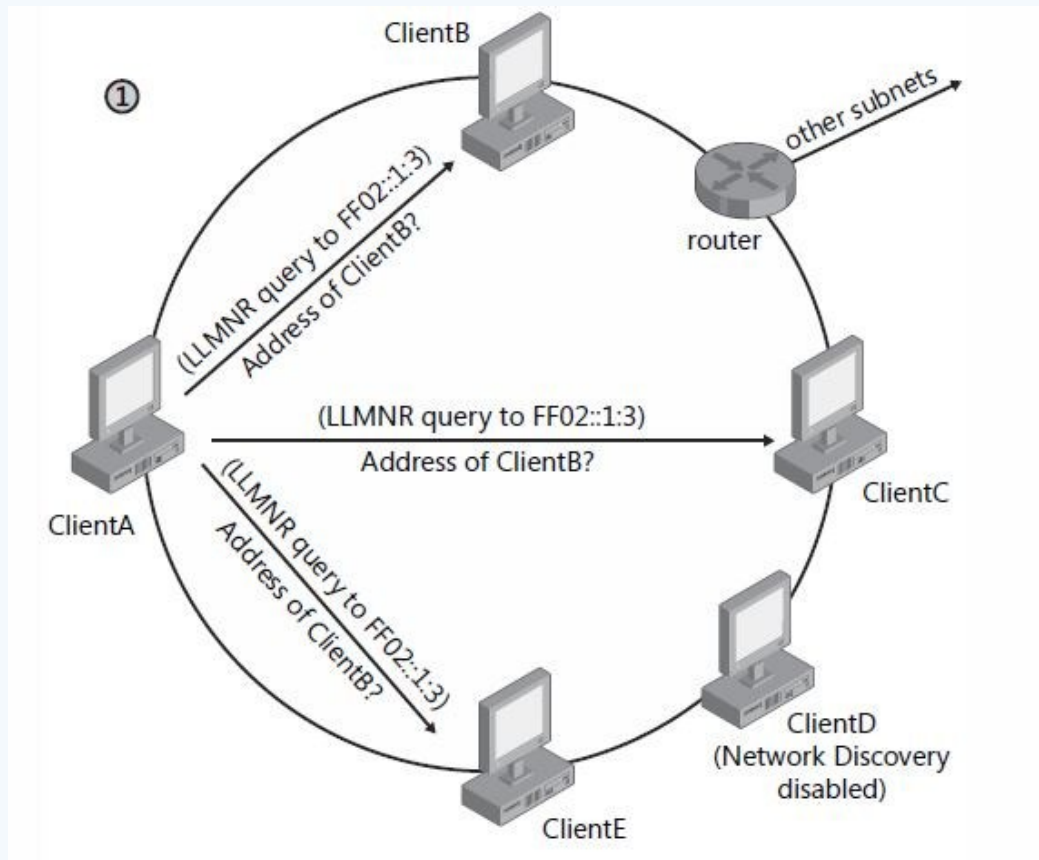 ClientB
1
other subnets
router
(LLMNR query to FF02::1:3)
Address of ClientB?
(LLMNR query to FF02::1:3)
Address of ClientB?
ClientC
ClientA
(LLMNR query to FF02::1:3)
Address of ClientB?
ClientD
(Network Discovery
disabled)
ClientE